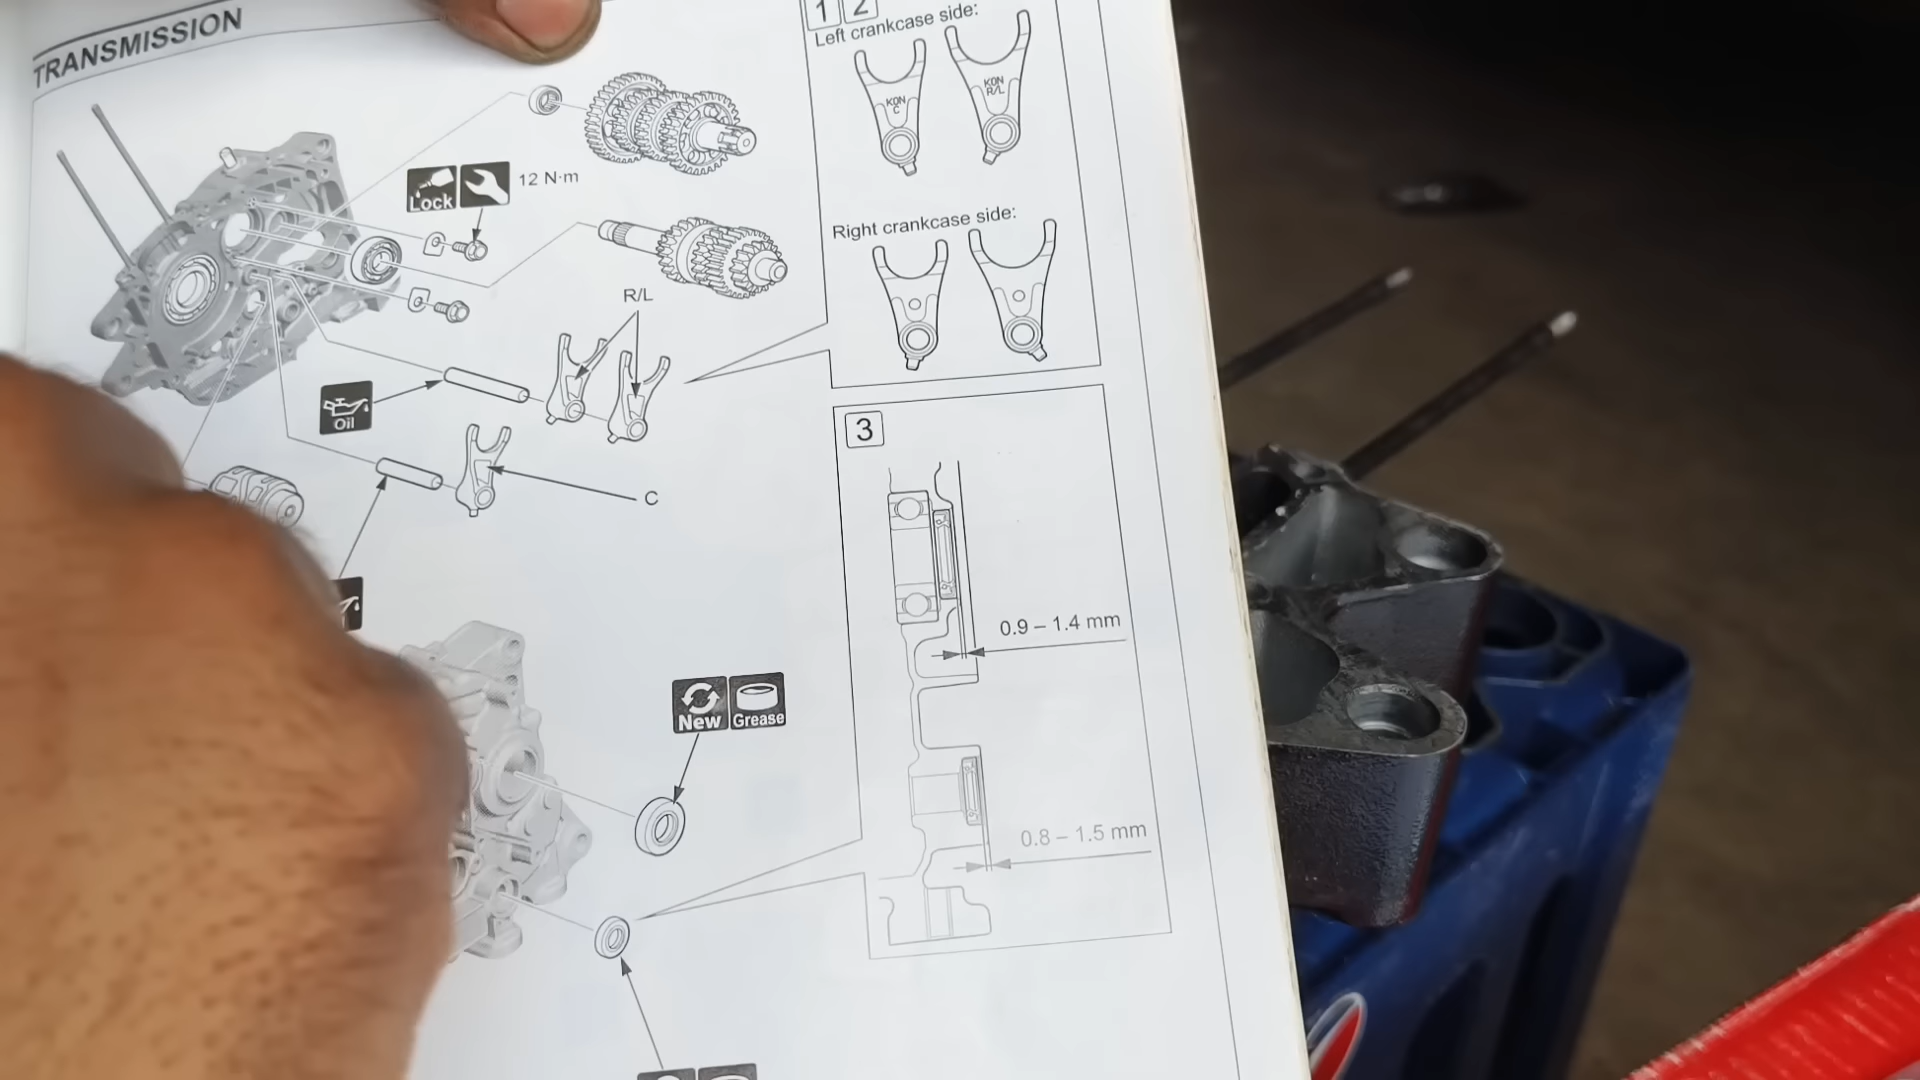 TRANSMISSION
1 2
Left crankcase side:
KON
C
KON
R/L
Lock
12 N·m
Right crankcase side:
R/L
Oil
C
3
0.9 – 1.4 mm
New
Grease
0.8 – 1.5 mm